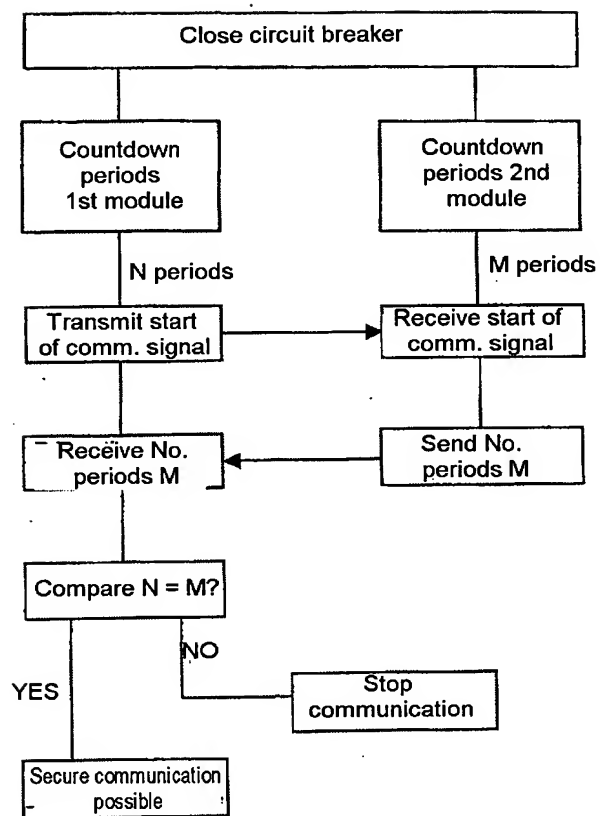 Close circuit breaker
Countdown
periods
1st module
Countdown
periods 2nd
module
N periods
M periods
Transmit start
of comm. signal
Receive start of
comm. signal
Receive No.
periods M
Send No.
periods M
Compare N = M?
NO
YES
Stop
communication
Secure communication
possible